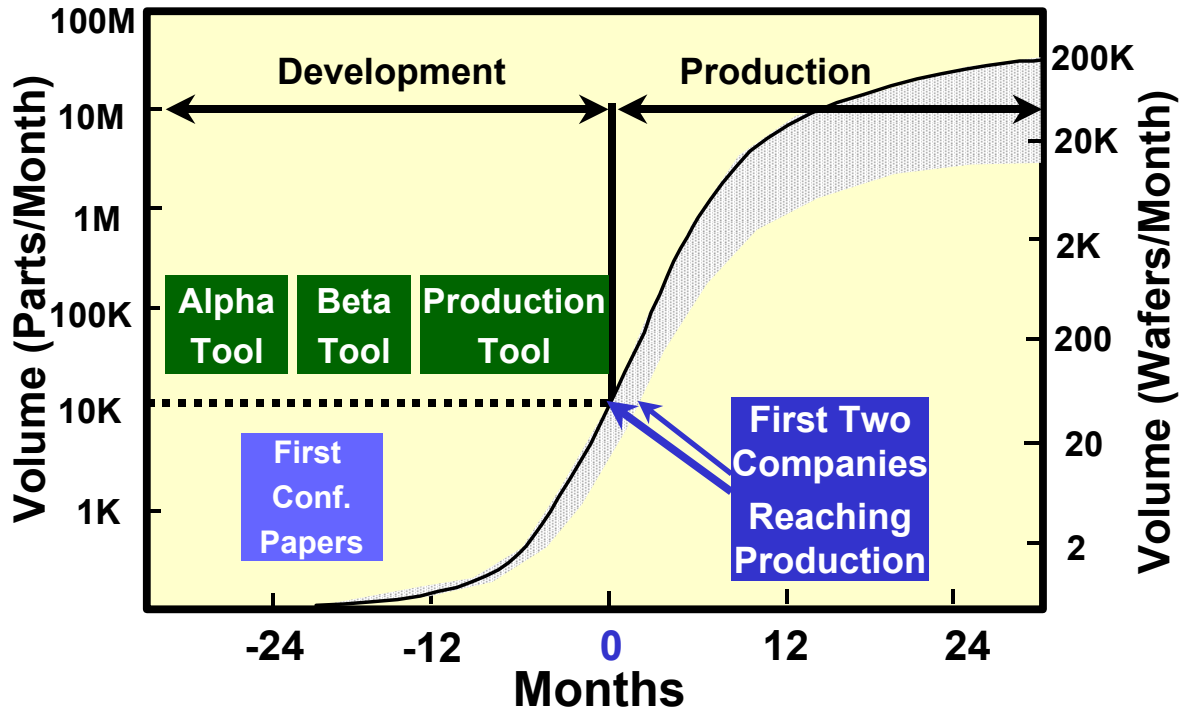 100M
10M
1M
100K
10K
1K
Volume (Parts/Month)
Development
Production
Alpha
Tool
Beta
Tool
Production
Tool
First
Conf.
Papers
First Two
Companies
Reaching
Production
200K
20K
2K
200
20
2
Volume (Wafers/Month)
-24
-12
0
12
24
Months